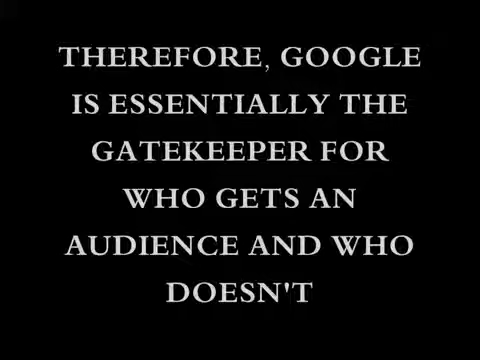 THEREFORE, GOOGLE
IS ESSENTIALLY THE
GATEKEEPER FOR
WHO GETS AN
AUDIENCE AND WHO
DOESN'T